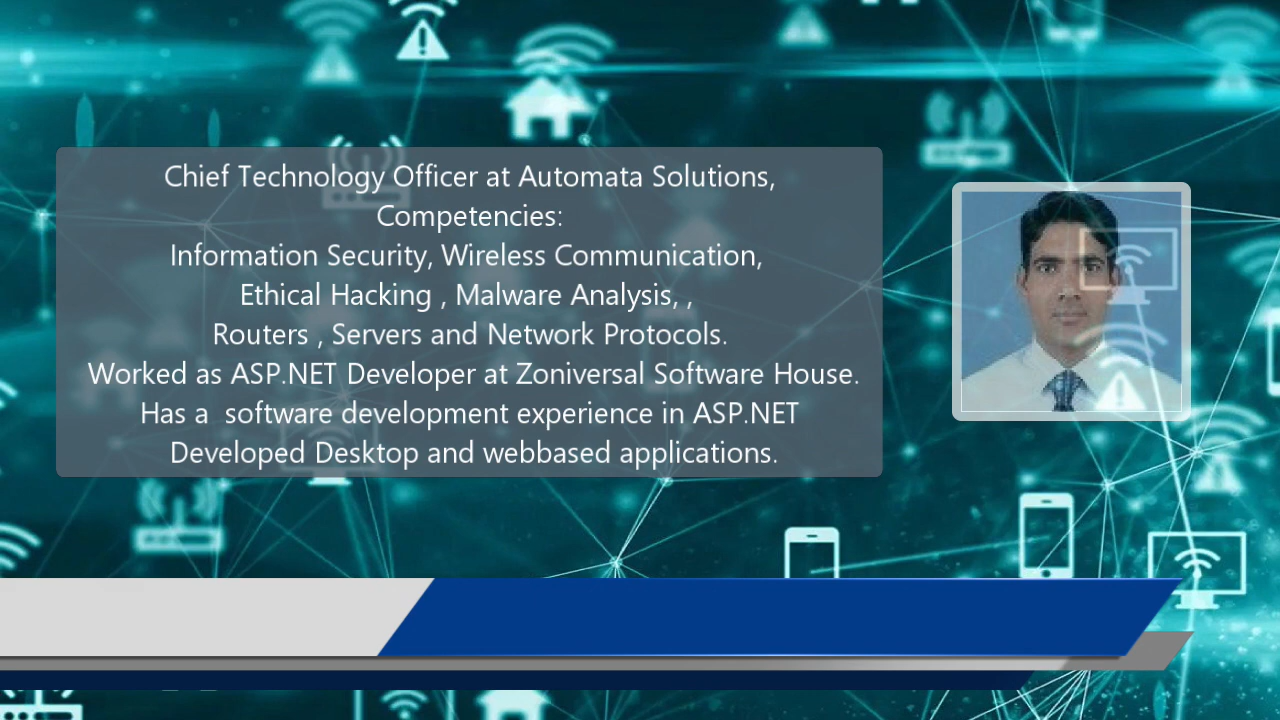 Chief Technology Officer at Automata Solutions,
Competencies:
Information Security, Wireless Communication,
Ethical Hacking , Malware Analysis, ,
Routers , Servers and Network Protocols.
Worked as ASP.NET Developer at Zoniversal Software House.
Has a  software development experience in ASP.NET
Developed Desktop and webbased applications.